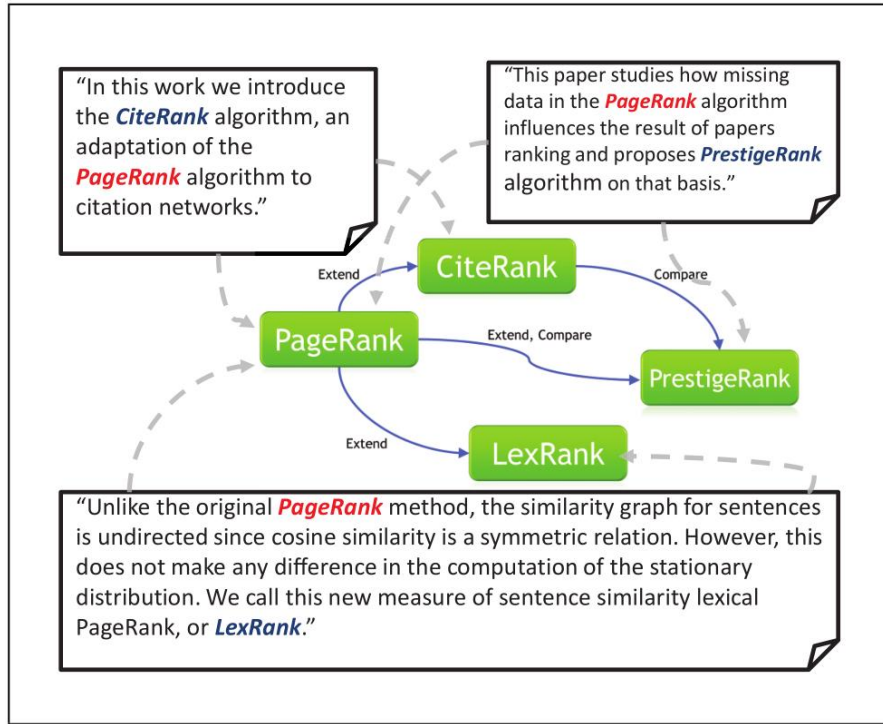 “In this work we introduce
the CiteRank algorithm, an
adaptation of the
PageRank algorithm to
citation networks.”
“This paper studies how missing
data in the PageRank algorithm
influences the result of papers
ranking and proposes PrestigeRank
algorithm on that basis.”
Extend
CiteRank
Compare
PageRank
Extend, Compare
PrestigeRank
Extend
LexRank
“Unlike the original PageRank method, the similarity graph for sentences
is undirected since cosine similarity is a symmetric relation. However, this
does not make any difference in the computation of the stationary
distribution. We call this new measure of sentence similarity lexical
PageRank, or LexRank.”